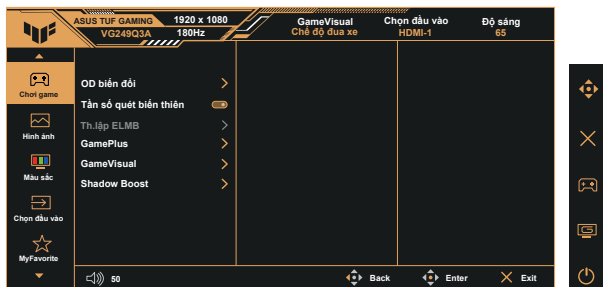 ASUS TUF GAMING 1920 x 1080 GameVisual Chọn đầu vào Độ sáng
VG249Q3A 180Hz Chế độ đua xe HDMI-1 65
Chơi game
Hình ảnh
Màu sắc
Chọn đầu vào
MyFavorite
OD biến đổi
Tần số quét biến thiên
Th.lập ELMB
GamePlus
GameVisual
Shadow Boost
50 Back Enter Exit